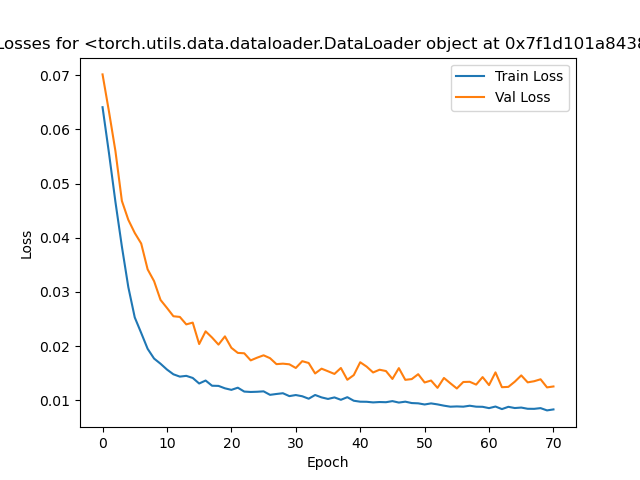 Losses for <torch.utils.data.dataloader.DataLoader object at 0x7f1d101a8438
Train Loss
Val Loss
0.07
0.06
0.05
0.04
0.03
0.02
0.01
Loss
0 10 20 30 40 50 60 70
Epoch